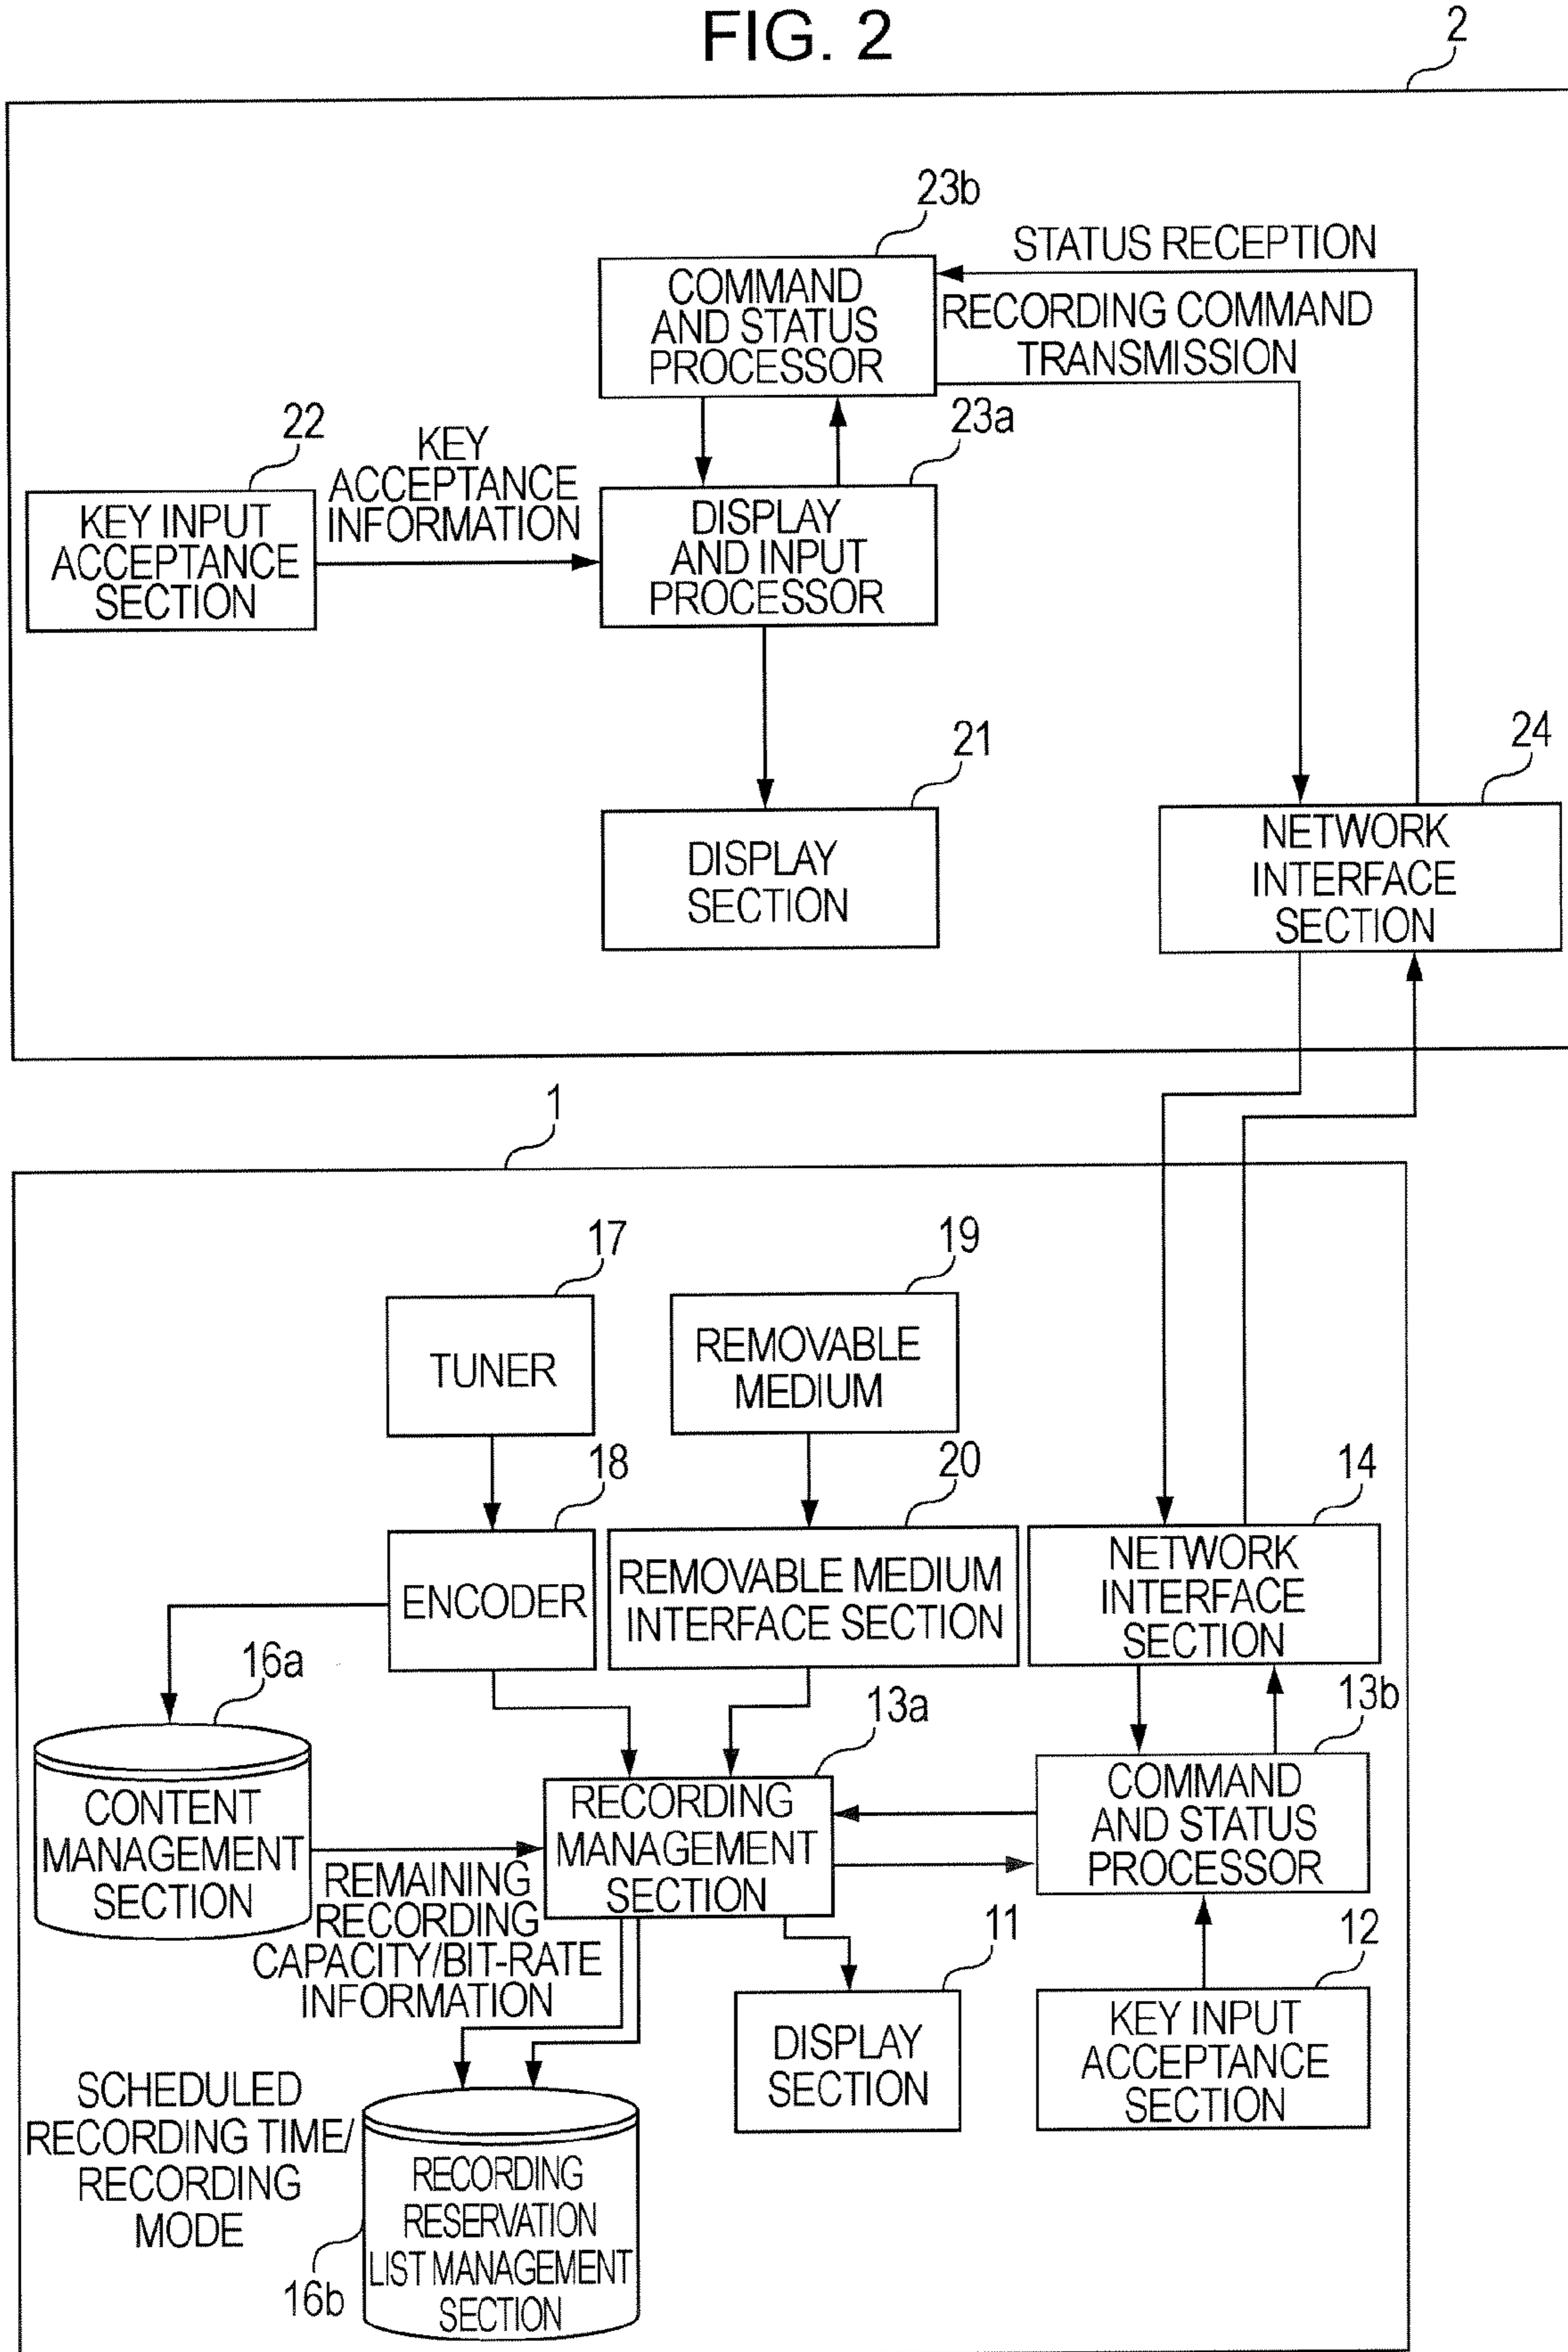 FIG. 2
2
23b
STATUS RECEPTION
COMMAND
AND STATUS
PROCESSOR
RECORDING COMMAND
TRANSMISSION
23a
22
KEY
ACCEPTANCE
INFORMATION
KEY INPUT
ACCEPTANCE
SECTION
DISPLAY
AND INPUT
PROCESSOR
21
24
DISPLAY
SECTION
NETWORK
INTERFACE
SECTION
1
17
19
TUNER
REMOVABLE
MEDIUM
18
20
14
ENCODER
REMOVABLE MEDIUM
INTERFACE SECTION
NETWORK
INTERFACE
SECTION
16a
13a
13b
CONTENT
MANAGEMENT
SECTION
RECORDING
MANAGEMENT
SECTION
COMMAND
AND STATUS
PROCESSOR
REMAINING
RECORDING
CAPACITY/BIT-RATE
INFORMATION
11
12
DISPLAY
SECTION
KEY INPUT
ACCEPTANCE
SECTION
SCHEDULED
RECORDING TIME/
RECORDING
MODE
RECORDING
RESERVATION
LIST MANAGEMENT
SECTION
16b